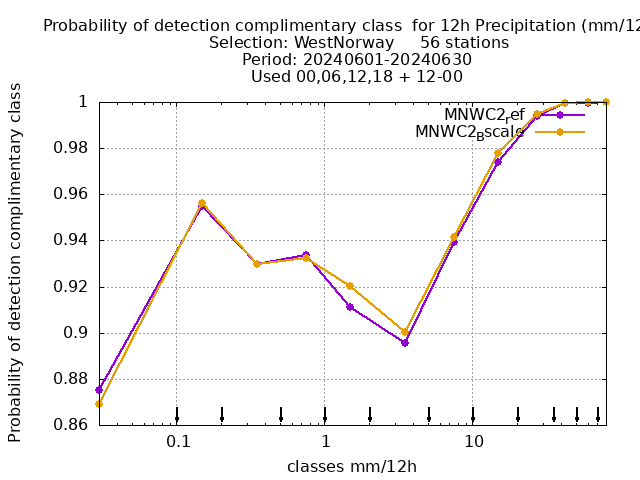 Probability of detection complimentary class  for 12h Precipitation (mm/12
Selection: WestNorway     56 stations
Period: 20240601-20240630
Used 00,06,12,18 + 12-00
MNWC2_ref
MNWC2_Bscale
Probability of detection complimentary class
1
0.98
0.96
0.94
0.92
0.9
0.88
0.86
0.1
1
10
classes mm/12h